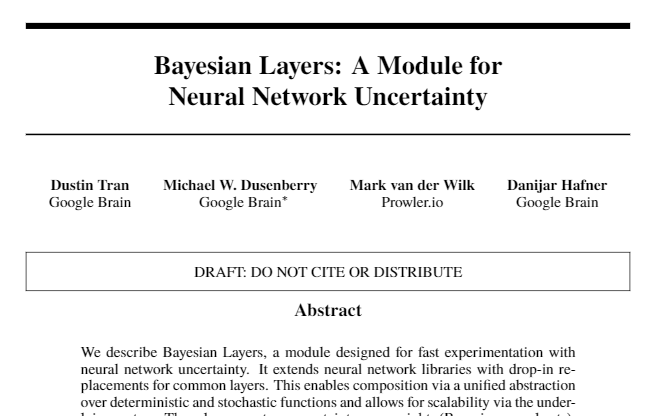 Bayesian Layers: A Module for
Neural Network Uncertainty
Dustin Tran Michael W. Dusenberry Mark van der Wilk Danijar Hafner
Google Brain Google Brain* Prowler.io Google Brain
DRAFT: DO NOT CITE OR DISTRIBUTE
Abstract
We describe Bayesian Layers, a module designed for fast experimentation with
neural network uncertainty. It extends neural network libraries with drop-in re-
placements for common layers. This enables composition via a unified abstraction
over deterministic and stochastic functions and allows for scalability via the under-